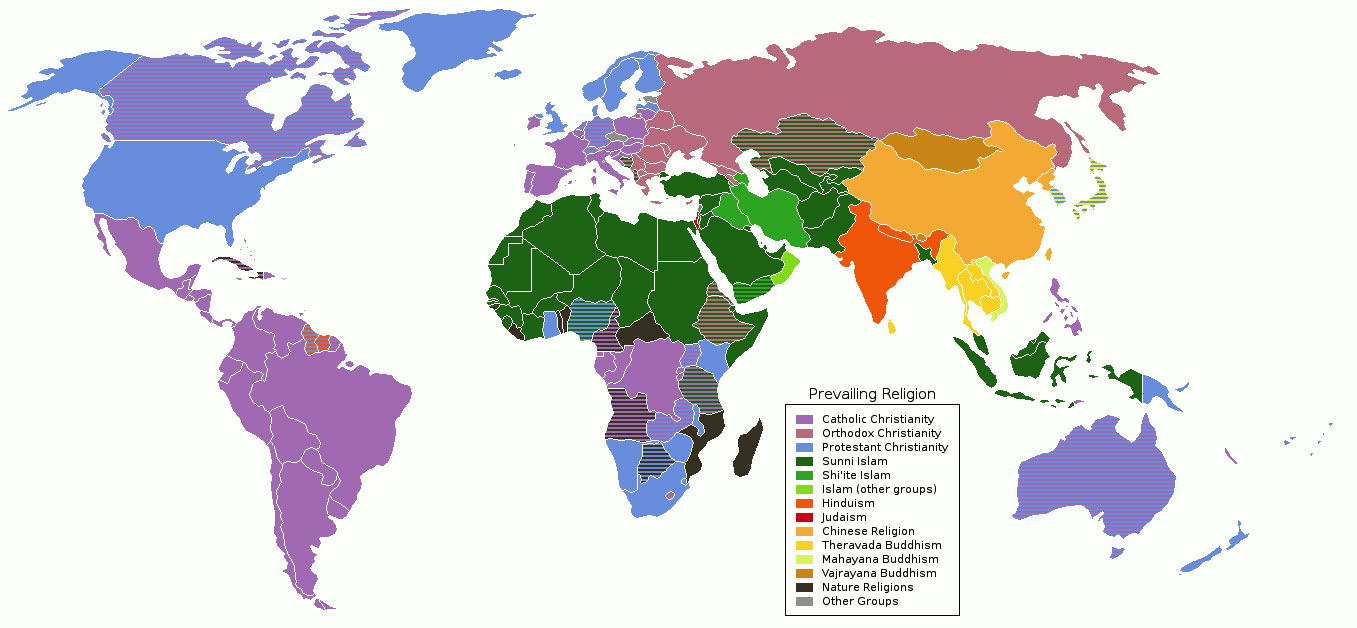 Prevailing Religion
Catholic Christianity
Orthodox Christianity
Protestant Christianity
Sunni Islam
Shi'ite Islam
Islam (other groups)
Hinduism
Judaism
Chinese Religion
Theravada Buddhism
Mahayana Buddhism
Vajrayana Buddhism
Nature Religions
Other Groups